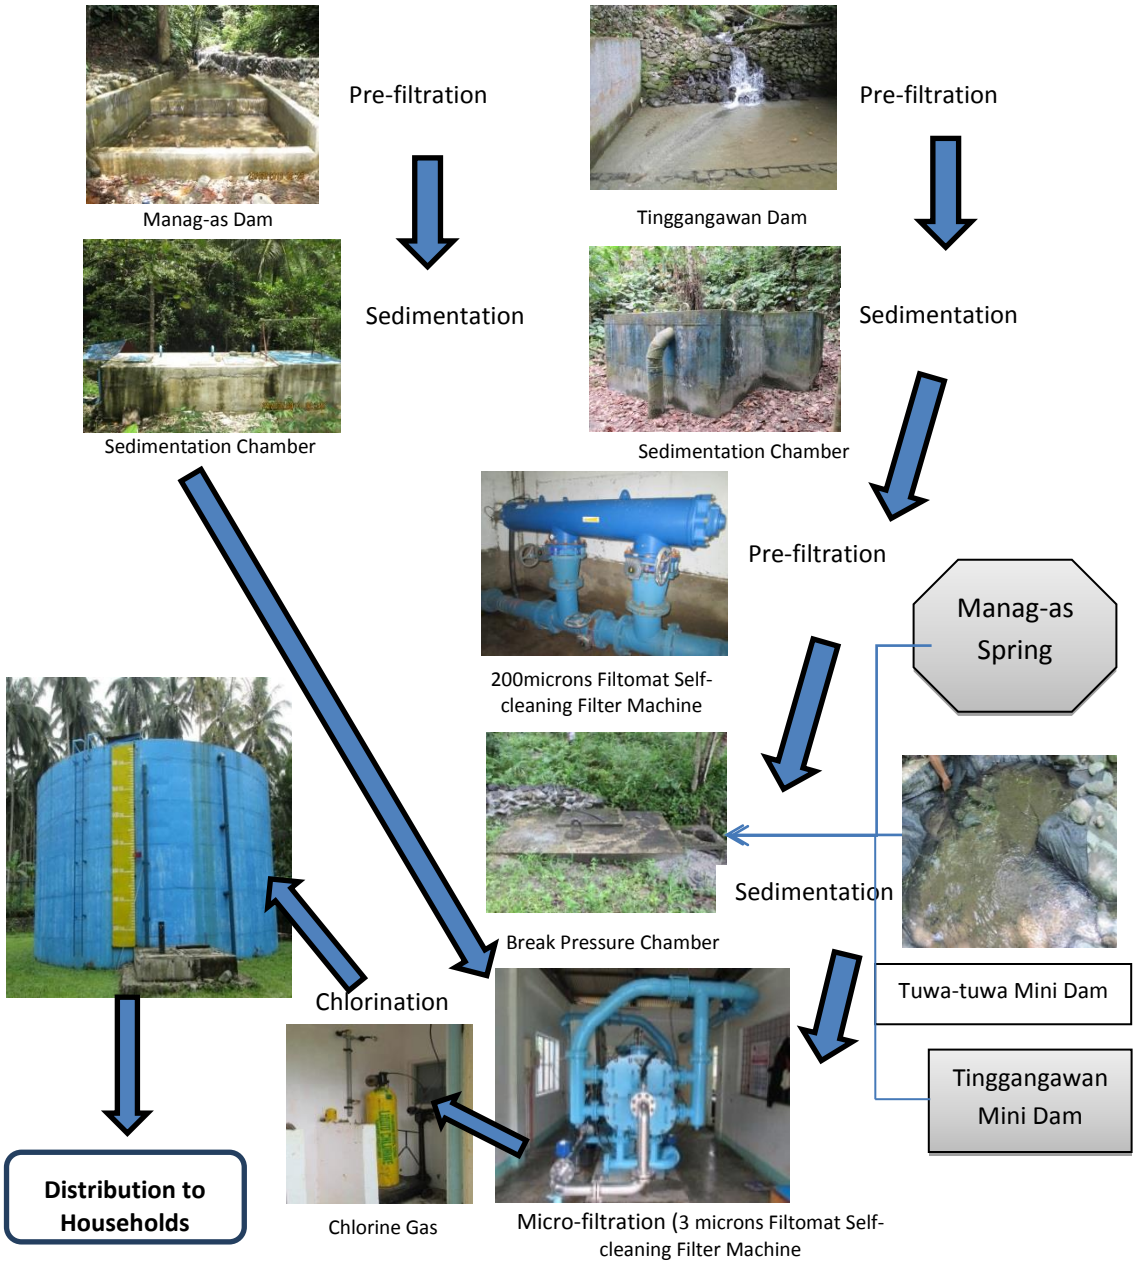 Pre-filtration
Pre-filtration
Manag-as Dam
Tinggangawan Dam
Sedimentation
Sedimentation
Sedimentation Chamber
Sedimentation Chamber
Pre-filtration
Manag-as
Spring
200microns Filtomat Self-
cleaning Filter Machine
Sedimentation
Break Pressure Chamber
Tuwa-tuwa Mini Dam
Chlorination
Tinggangawan
Mini Dam
Distribution to
Households
Chlorine Gas
Micro-filtration (3 microns Filtomat Self-
cleaning Filter Machine